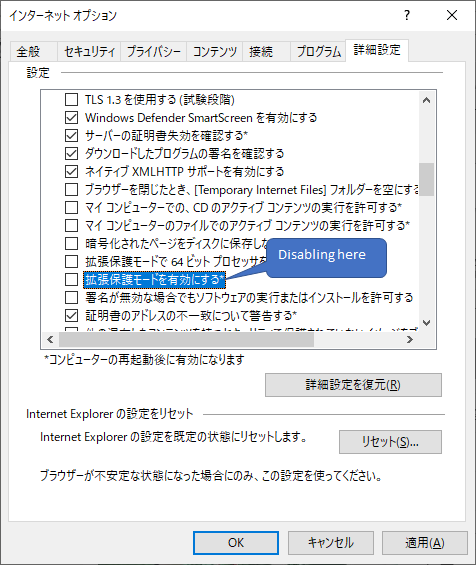 インターネット オプション
全般 セキュリティ プライバシー コンテンツ 接続 プログラム 詳細設定
設定
TLS 1.3 を使用する (試験段階)
Windows Defender SmartScreen を有効にする
サーバーの証明書失効を確認する*
ダウンロードしたプログラムの署名を確認する
ネイティブ XMLHTTP サポートを有効にする
ブラウザーを閉じたとき、[Temporary Internet Files] フォルダーを空にする
マイ コンピューターでの、CD のアクティブ コンテンツの実行を許可する*
マイ コンピューターのファイルでのアクティブ コンテンツの実行を許可する*
暗号化されたページをディスクに保存しな
拡張保護モードで 64 ビット プロセッサを
Disabling here
拡張保護モードを有効にする*
署名が無効な場合でもソフトウェアの実行またはインストールを許可する
証明書のアドレスの不一致について警告する*
*コンピューターの再起動後に有効になります
詳細設定を復元(R)
Internet Explorer の設定をリセット
Internet Explorer の設定を既定の状態にリセットします。
リセット(S)...
ブラウザーが不安定な状態になった場合にのみ、この設定を使ってください。
OK キャンセル 適用(A)